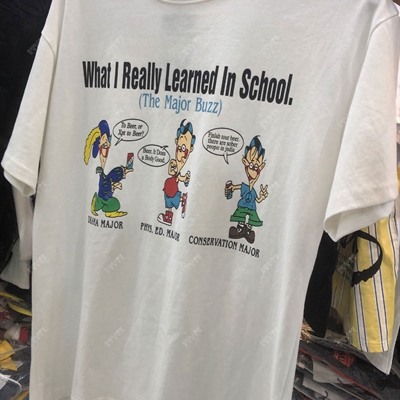 What I Really Learned In School.
(The Major Buzz)
To Beer, or
Not to Beer?
Beer. It Does
a Body Good.
Finish your beer,
there are sober
people in India.
DRAMA MAJOR
PHYS. ED. MAJOR
CONSERVATION MAJOR